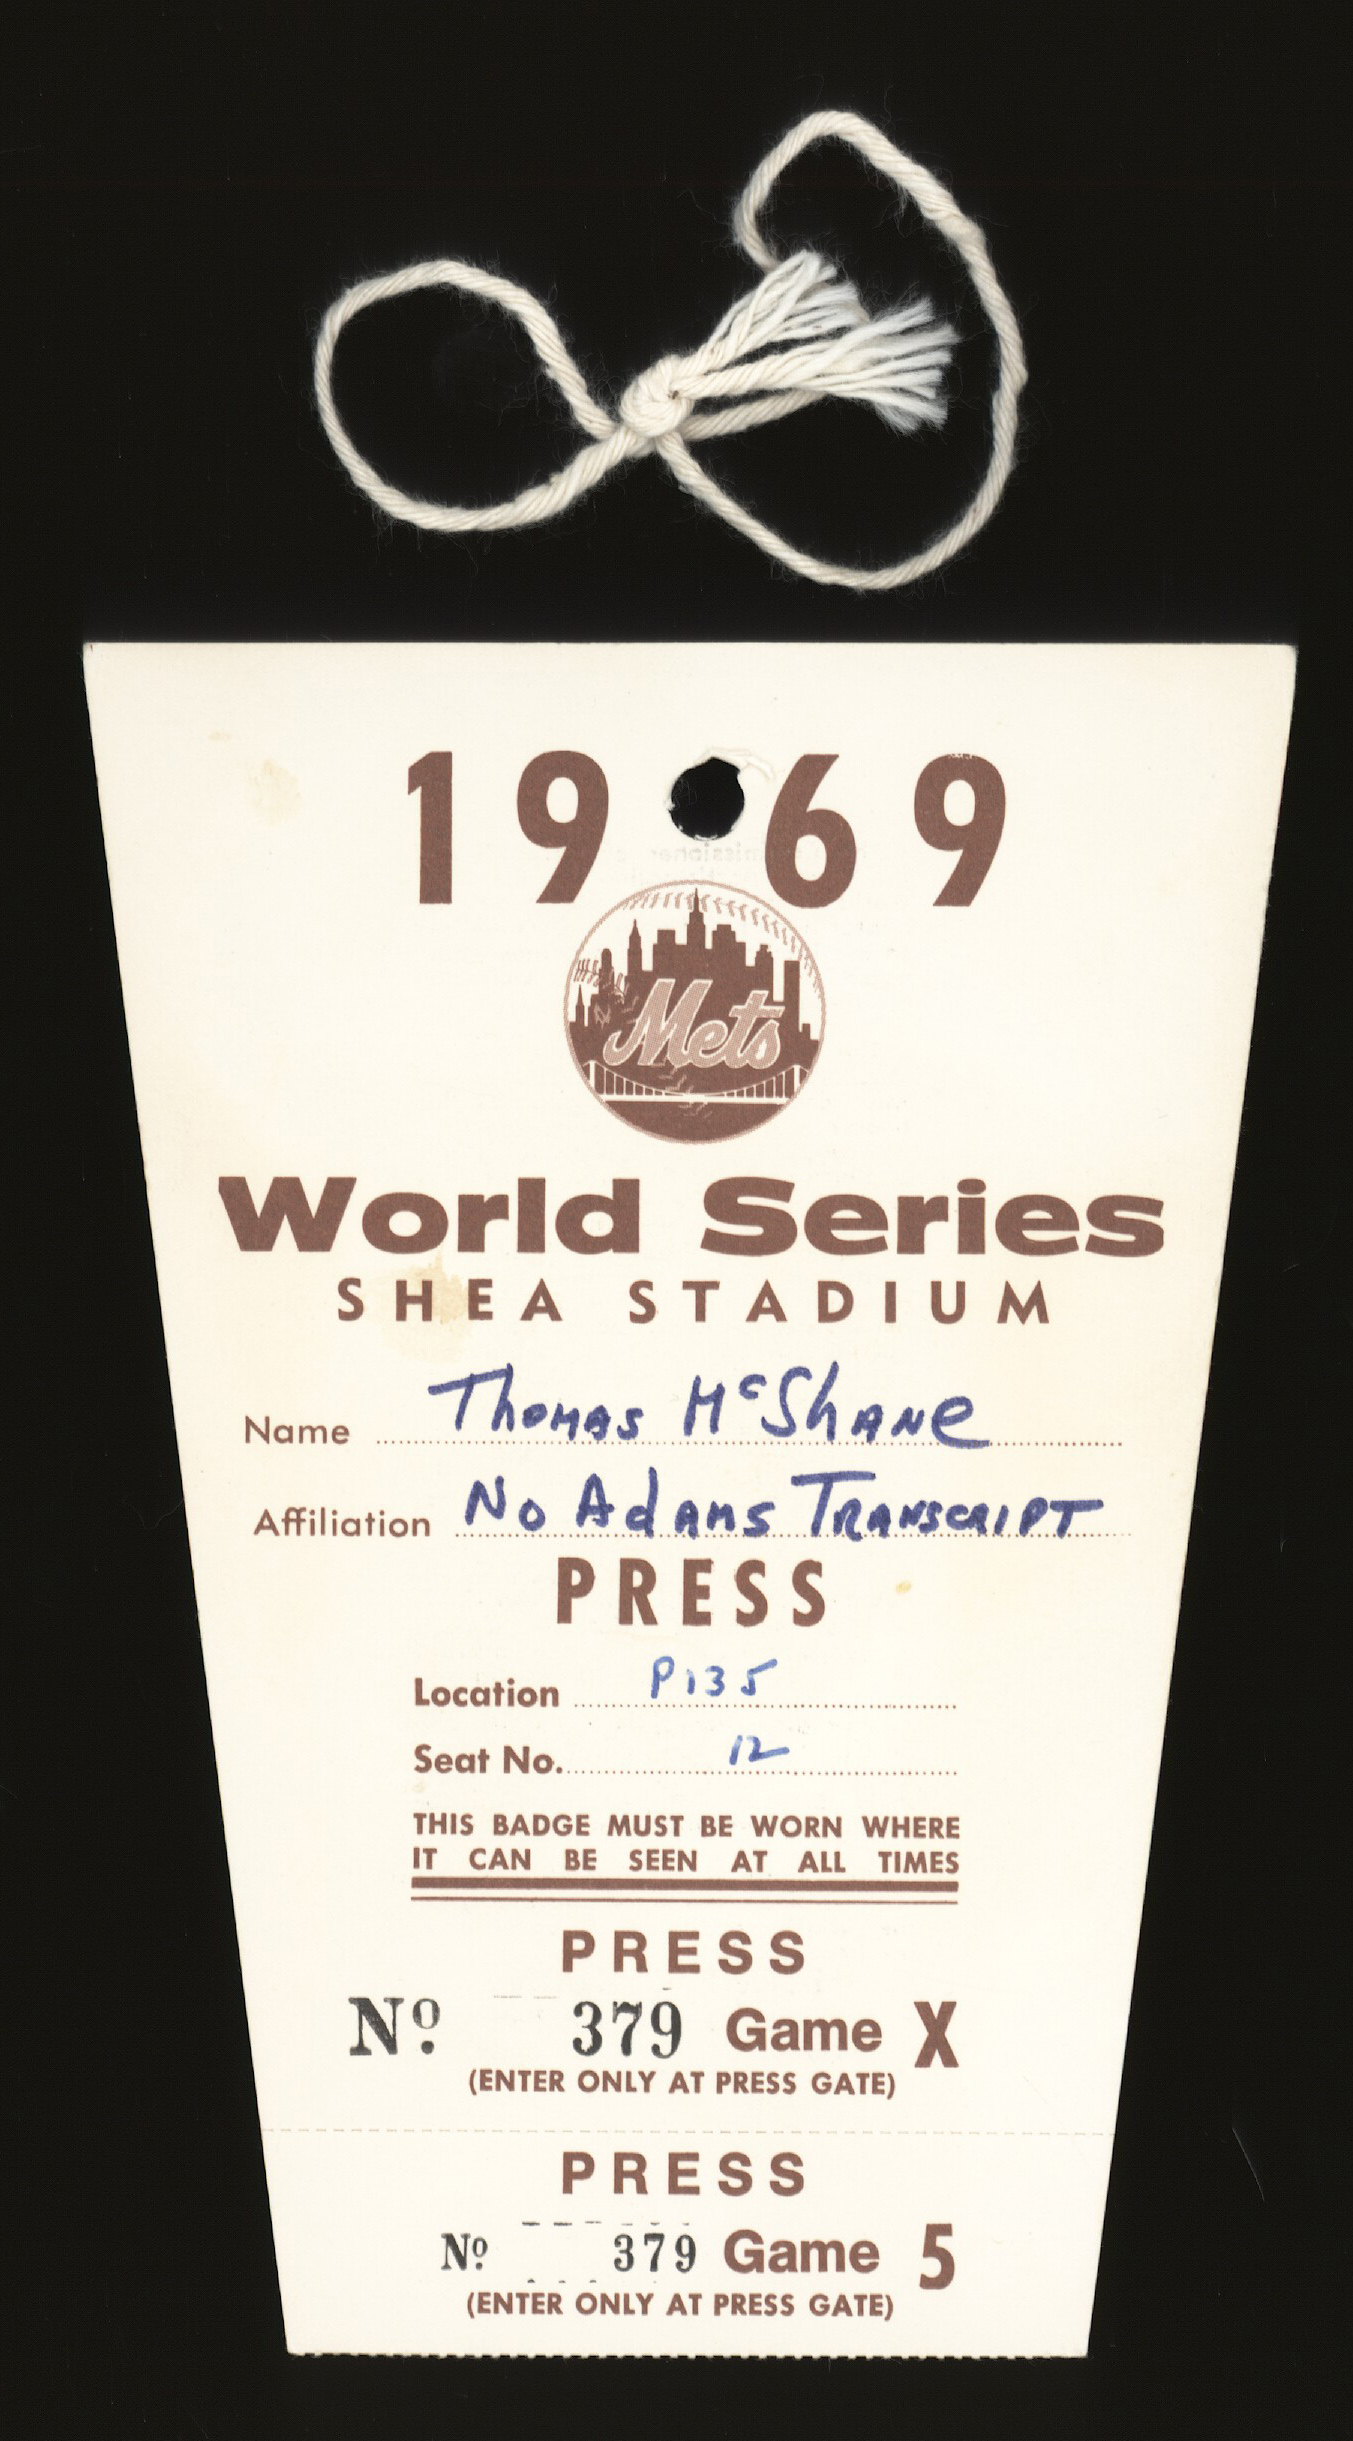 19 69
Mets
World Series
SHEA STADIUM
Name Thomas McShane
Affiliation No Adams Transcript
PRESS
Location P135
Seat No. 12
THIS BADGE MUST BE WORN WHERE
IT CAN BE SEEN AT ALL TIMES
PRESS
No. 379 Game X
(ENTER ONLY AT PRESS GATE)
PRESS
No. 379 Game 5
(ENTER ONLY AT PRESS GATE)